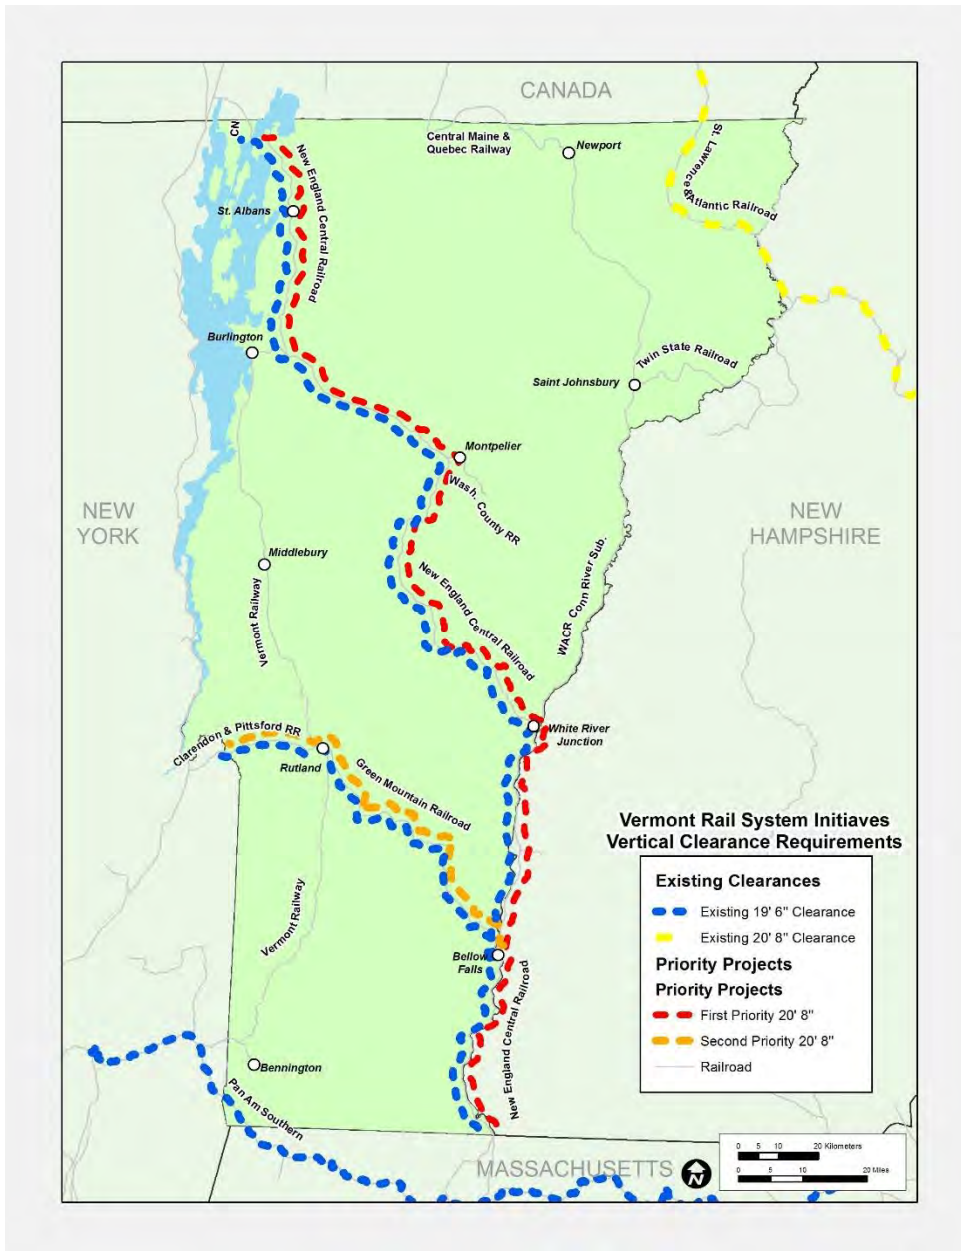 CANADA
CN
Central Maine &
Quebec Railway
Newport
St. Lawrence &
Atlantic Railroad
New England Central Railroad
St. Albans
Burlington
Twin State Railroad
Saint Johnsbury
Montpelier
Wash. County RR
NEW
YORK
NEW
HAMPSHIRE
Middlebury
Vermont Railway
New England Central Railroad
WACR Conn River Sub.
Clarendon & Pittsford RR
White River
Junction
Rutland
Green Mountain Railroad
Vermont Rail System Initiaves
Vertical Clearance Requirements
Existing Clearances
Existing 19' 6" Clearance
Existing 20' 8" Clearance
Priority Projects
Priority Projects
First Priority 20' 8"
Second Priority 20' 8"
Railroad
Vermont Railway
Bellow
Falls
New England Central Railroad
Bennington
Pan Am Southern
MASSACHUSETTS
N
0 5 10 20 Kilometers
0 5 10 20 Miles